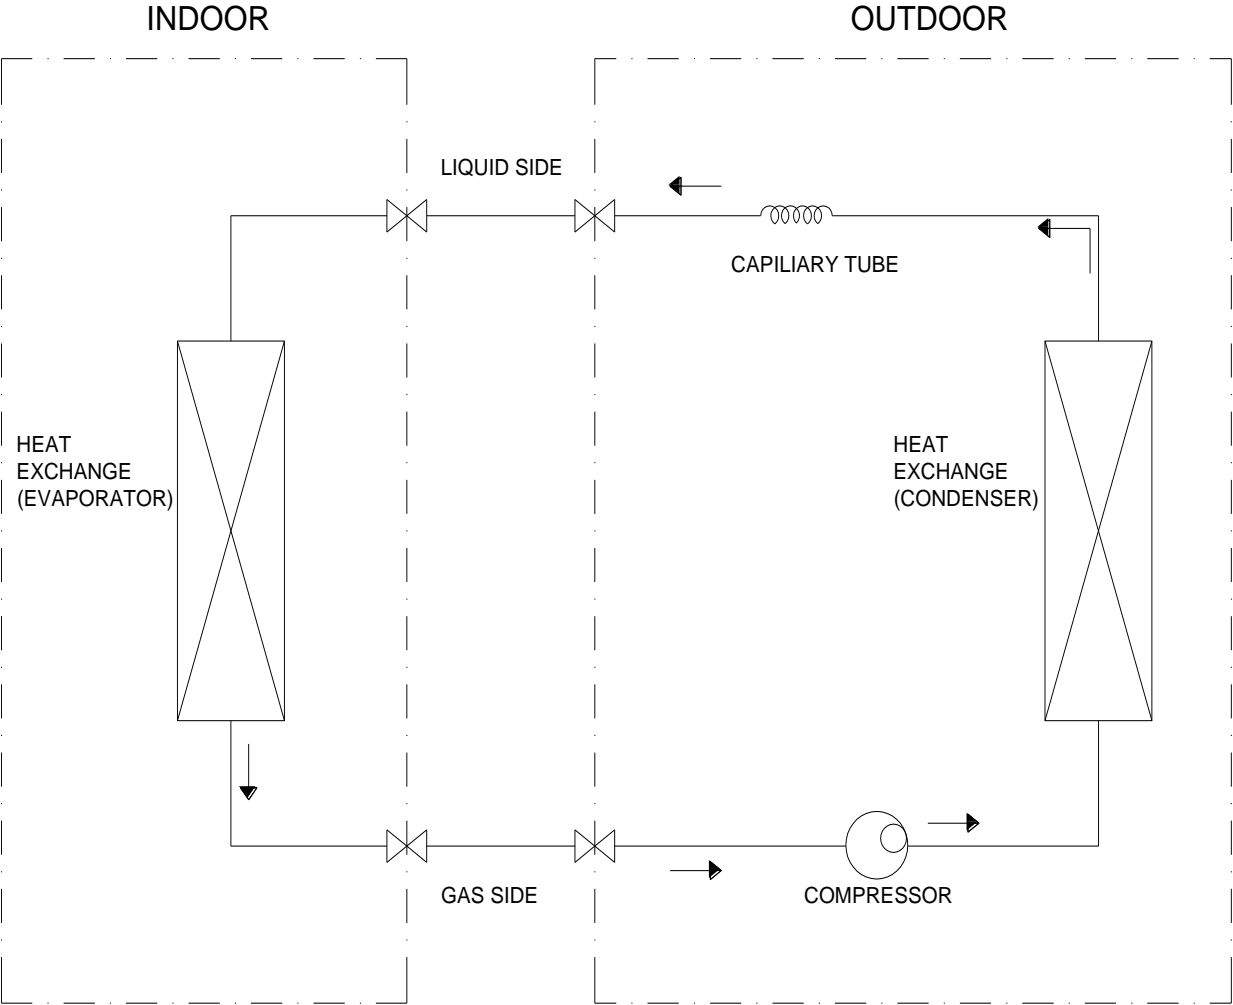 INDOOR
OUTDOOR
LIQUID SIDE
CAPILIARY TUBE
HEAT
EXCHANGE
(EVAPORATOR)
HEAT
EXCHANGE
(CONDENSER)
GAS SIDE
COMPRESSOR